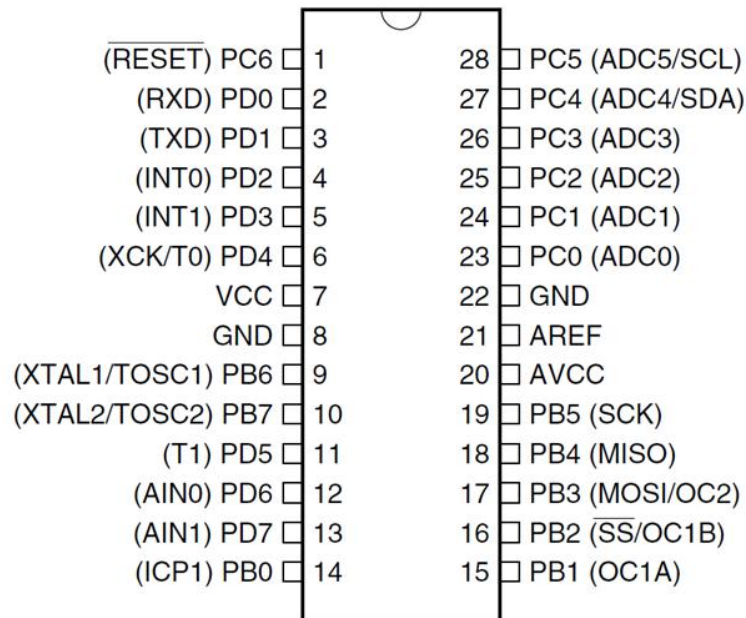 (RESET) PC6 1 28 PC5 (ADC5/SCL)
(RXD) PD0 2 27 PC4 (ADC4/SDA)
(TXD) PD1 3 26 PC3 (ADC3)
(INT0) PD2 4 25 PC2 (ADC2)
(INT1) PD3 5 24 PC1 (ADC1)
(XCK/T0) PD4 6 23 PC0 (ADC0)
VCC 7 22 GND
GND 8 21 AREF
(XTAL1/TOSC1) PB6 9 20 AVCC
(XTAL2/TOSC2) PB7 10 19 PB5 (SCK)
(T1) PD5 11 18 PB4 (MISO)
(AIN0) PD6 12 17 PB3 (MOSI/OC2)
(AIN1) PD7 13 16 PB2 (SS/OC1B)
(ICP1) PB0 14 15 PB1 (OC1A)